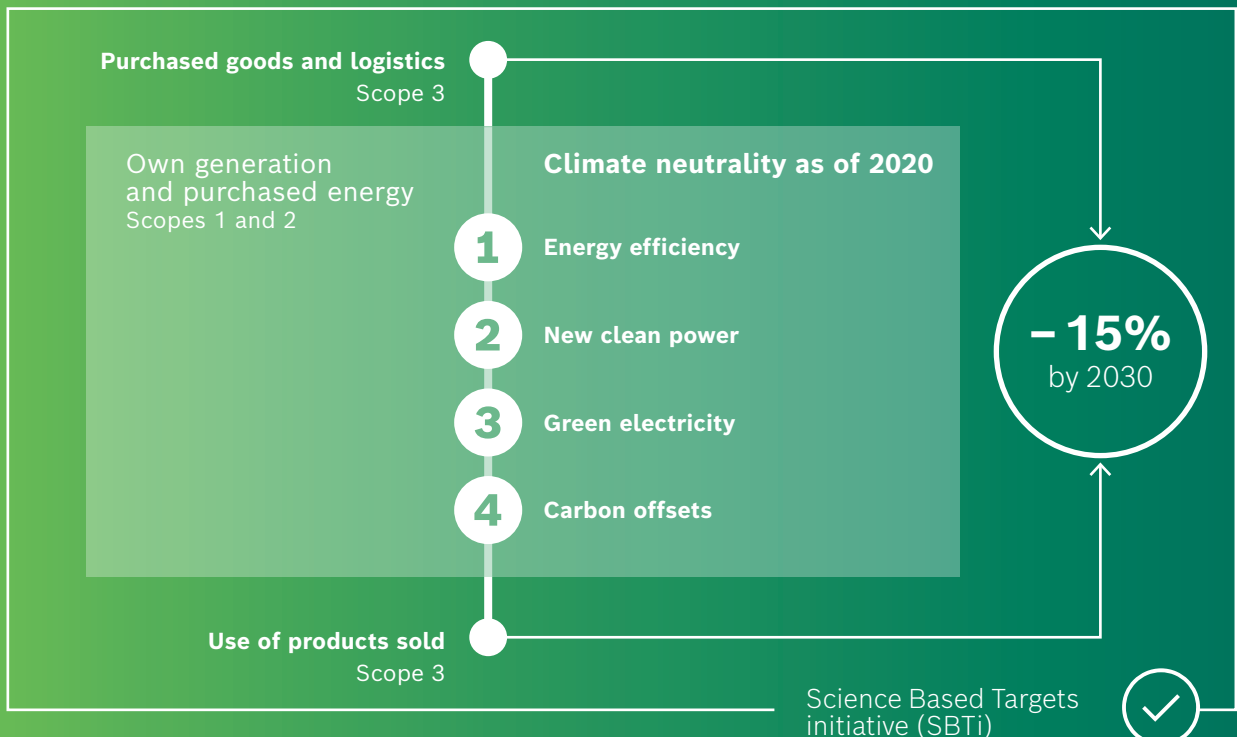 Purchased goods and logistics
Scope 3
Own generation
and purchased energy
Scopes 1 and 2
Climate neutrality as of 2020
1 Energy efficiency
2 New clean power
3 Green electricity
4 Carbon offsets
– 15%
by 2030
Use of products sold
Scope 3
Science Based Targets
initiative (SBTi)